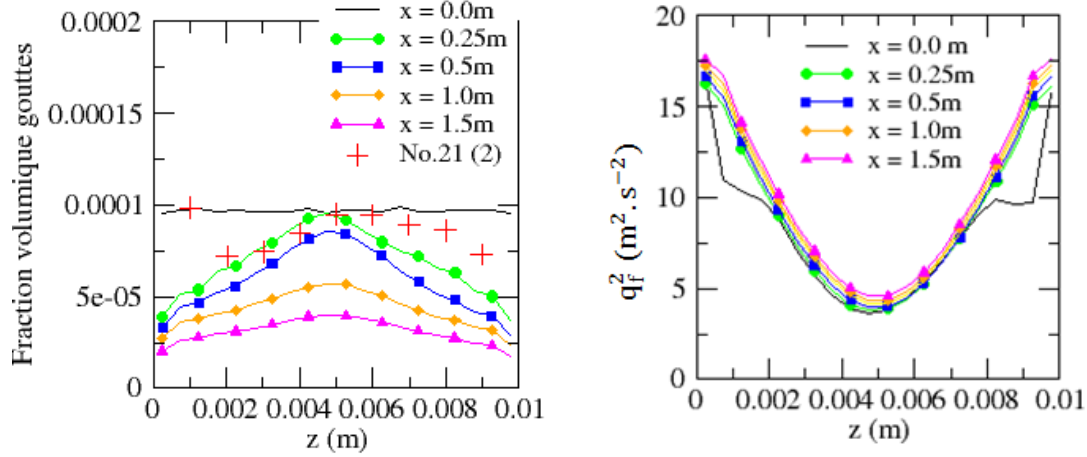 0.0002
0.00015
0.0001
5e-05
0
Fraction volumique gouttes
x = 0.0m
x = 0.25m
x = 0.5m
x = 1.0m
x = 1.5m
No.21 (2)
0 0.002 0.004 0.006 0.008 0.01
z (m)
20
15
10
5
0
q_f^2 (m^2.s^-2)
x = 0.0 m
x = 0.25m
x = 0.5m
x = 1.0m
x = 1.5m
0 0.002 0.004 0.006 0.008 0.01
z (m)